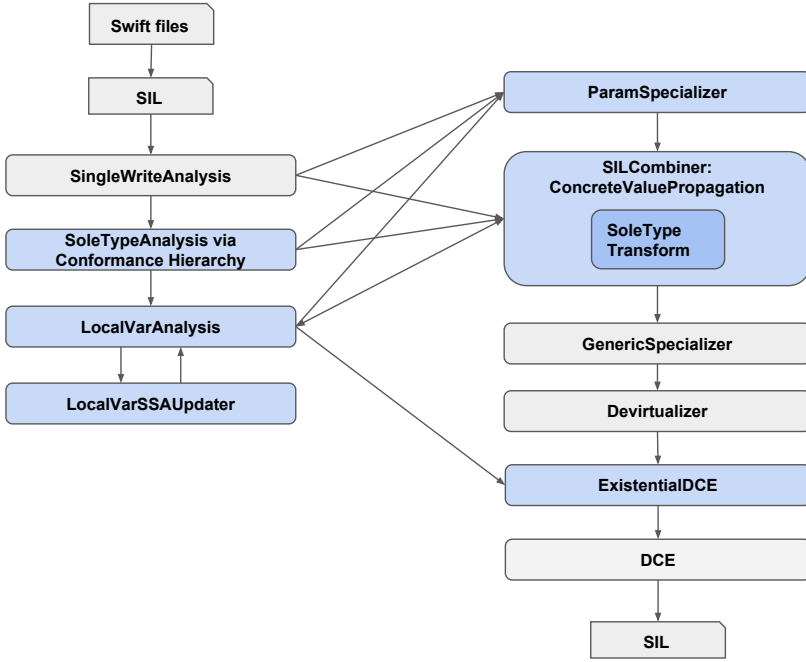 Swift files
SIL
SingleWriteAnalysis
SoleTypeAnalysis via
Conformance Hierarchy
LocalVarAnalysis
LocalVarSSAUpdater
ParamSpecializer
SILCombiner:
ConcreteValuePropagation
SoleType
Transform
GenericSpecializer
Devirtualizer
ExistentialDCE
DCE
SIL